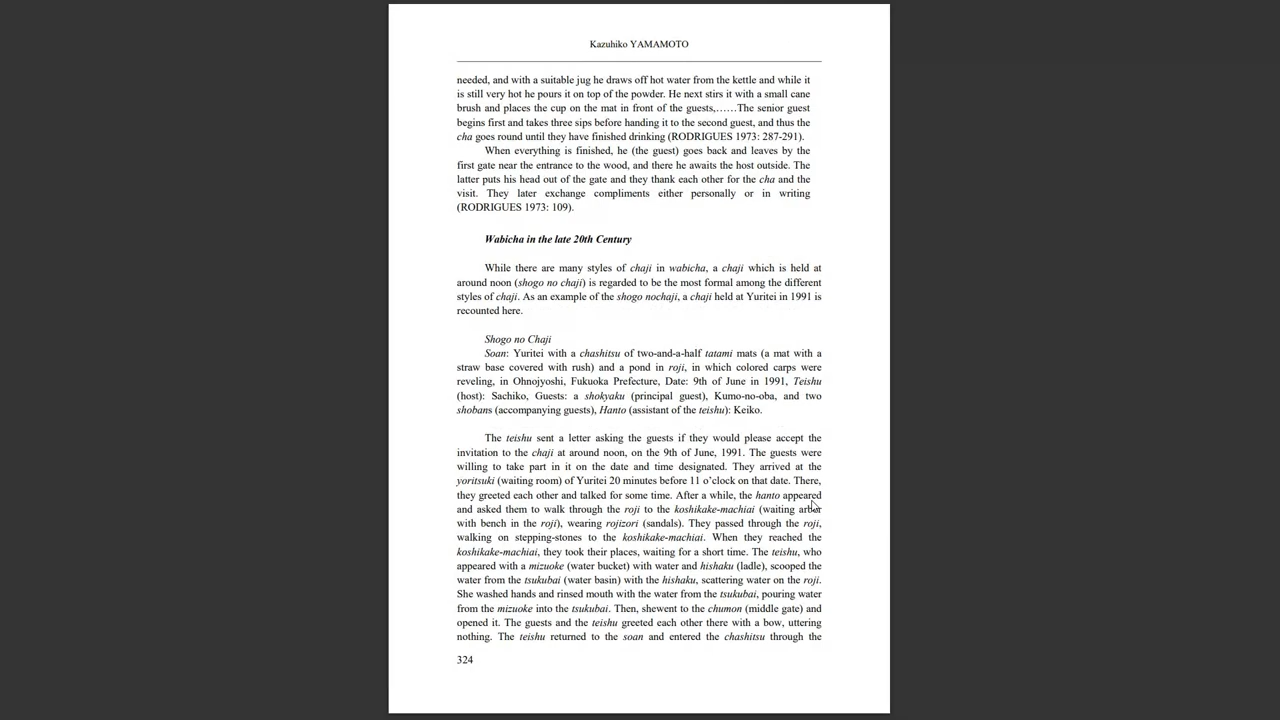 Kazuhiko YAMAMOTO
needed, and with a suitable jug he draws off hot water from the kettle and while it
is still very hot he pours it on top of the powder. He next stirs it with a small cane
brush and places the cup on the mat in front of the guests,……The senior guest
begins first and takes three sips before handing it to the second guest, and thus the
cha goes round until they have finished drinking (RODRIGUES 1973: 287-291).
When everything is finished, he (the guest) goes back and leaves by the
first gate near the entrance to the wood, and there he awaits the host outside. The
latter puts his head out of the gate and they thank each other for the cha and the
visit. They later exchange compliments either personally or in writing
(RODRIGUES 1973: 109).
Wabicha in the late 20th Century
While there are many styles of chaji in wabicha, a chaji which is held at
around noon (shogo no chaji) is regarded to be the most formal among the different
styles of chaji. As an example of the shogo nochaji, a chaji held at Yuritei in 1991 is
recounted here.
Shogo no Chaji
Soan: Yuritei with a chashitsu of two-and-a-half tatami mats (a mat with a
straw base covered with rush) and a pond in roji, in which colored carps were
reveling, in Ohnojyoshi, Fukuoka Prefecture, Date: 9th of June in 1991, Teishu
(host): Sachiko, Guests: a shokyaku (principal guest), Kumo-no-oba, and two
shobans (accompanying guests), Hanto (assistant of the teishu): Keiko.
The teishu sent a letter asking the guests if they would please accept the
invitation to the chaji at around noon, on the 9th of June, 1991. The guests were
willing to take part in it on the date and time designated. They arrived at the
yoritsuki (waiting room) of Yuritei 20 minutes before 11 o’clock on that date. There,
they greeted each other and talked for some time. After a while, the hanto appeared
and asked them to walk through the roji to the koshikake-machiai (waiting arbor
with bench in the roji), wearing rojizori (sandals). They passed through the roji,
walking on stepping-stones to the koshikake-machiai. When they reached the
koshikake-machiai, they took their places, waiting for a short time. The teishu, who
appeared with a mizuoke (water bucket) with water and hishaku (ladle), scooped the
water from the tsukubai (water basin) with the hishaku, scattering water on the roji.
She washed hands and rinsed mouth with the water from the tsukubai, pouring water
from the mizuoke into the tsukubai. Then, shewent to the chumon (middle gate) and
opened it. The guests and the teishu greeted each other there with a bow, uttering
nothing. The teishu returned to the soan and entered the chashitsu through the
324